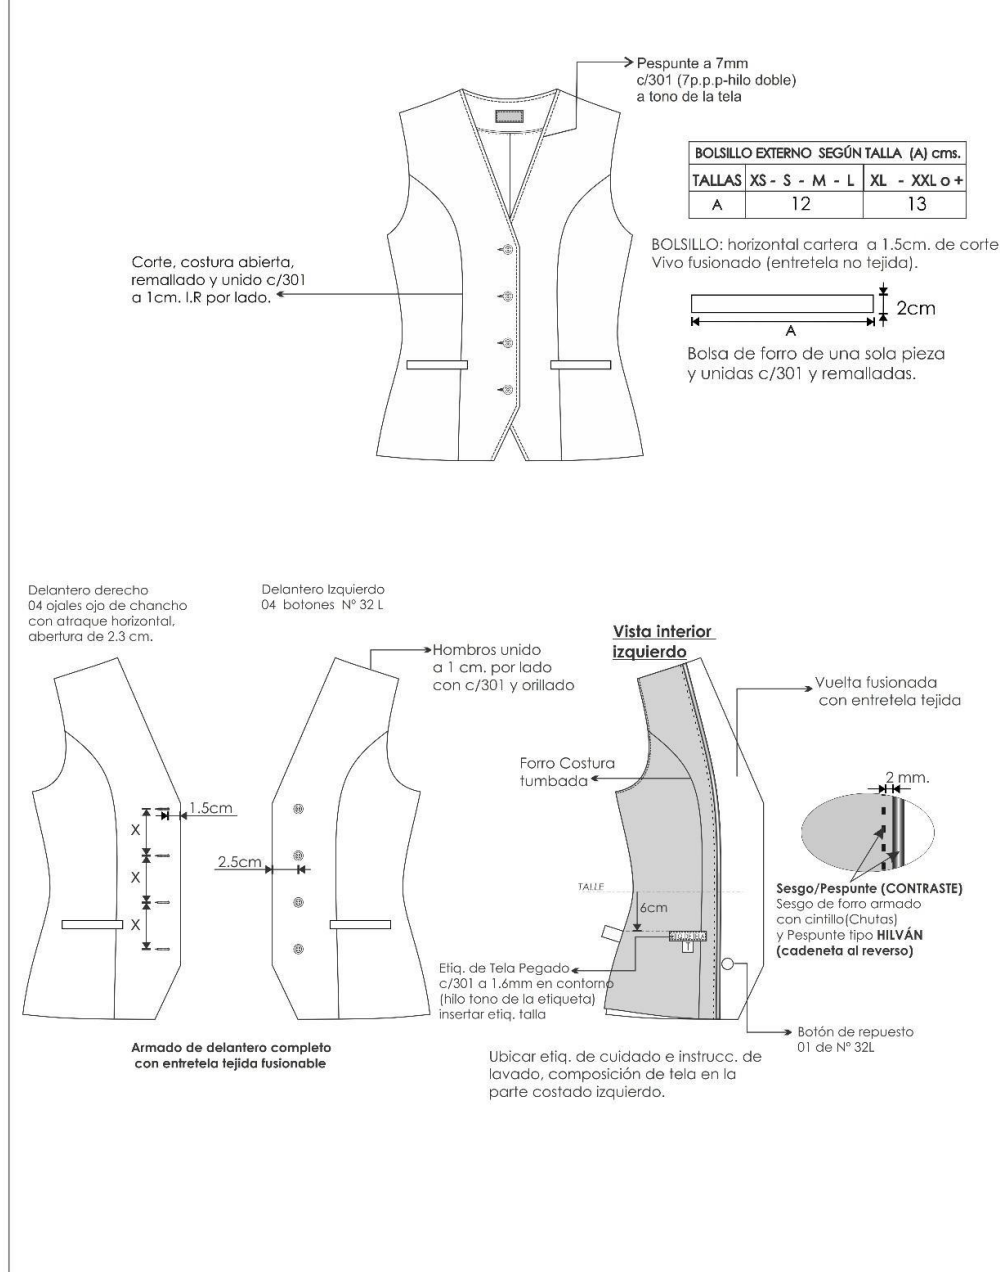 Pespunte a 7mm
c/301 (7p.p.p-hilo doble)
a tono de la tela
BOLSILLO EXTERNO SEGÚN TALLA (A) cms.
TALLAS XS - S - M - L XL - XXL o +
A 12 13
BOLSILLO: horizontal cartera a 1.5cm. de corte
Vivo fusionado (entretela no tejida).
2cm
A
Bolsa de forro de una sola pieza
y unidas c/301 y remalladas.
Corte, costura abierta,
remallado y unido c/301
a 1cm. I.R por lado.
Delantero derecho
04 ojales ojo de chancho
con atraque horizontal,
abertura de 2.3 cm.
Delantero Izquierdo
04 botones Nº 32 L
Hombros unido
a 1 cm. por lado
con c/301 y orillado
1.5cm
X
X
X
2.5cm
Armado de delantero completo
con entretela tejida fusionable
Vista interior
izquierdo
Vuelta fusionada
con entretela tejida
Forro Costura
tumbada
2 mm.
TALLE
6cm
T
Sesgo/Pespunte (CONTRASTE)
Sesgo de forro armado
con cintillo(Chutas)
y Pespunte tipo HILVÁN
(cadeneta al reverso)
Etiq. de Tela Pegado
c/301 a 1.6mm en contorno
(hilo tono de la etiqueta)
insertar etiq. talla
Botón de repuesto
01 de Nº 32L
Ubicar etiq. de cuidado e instrucc. de
lavado, composición de tela en la
parte costado izquierdo.